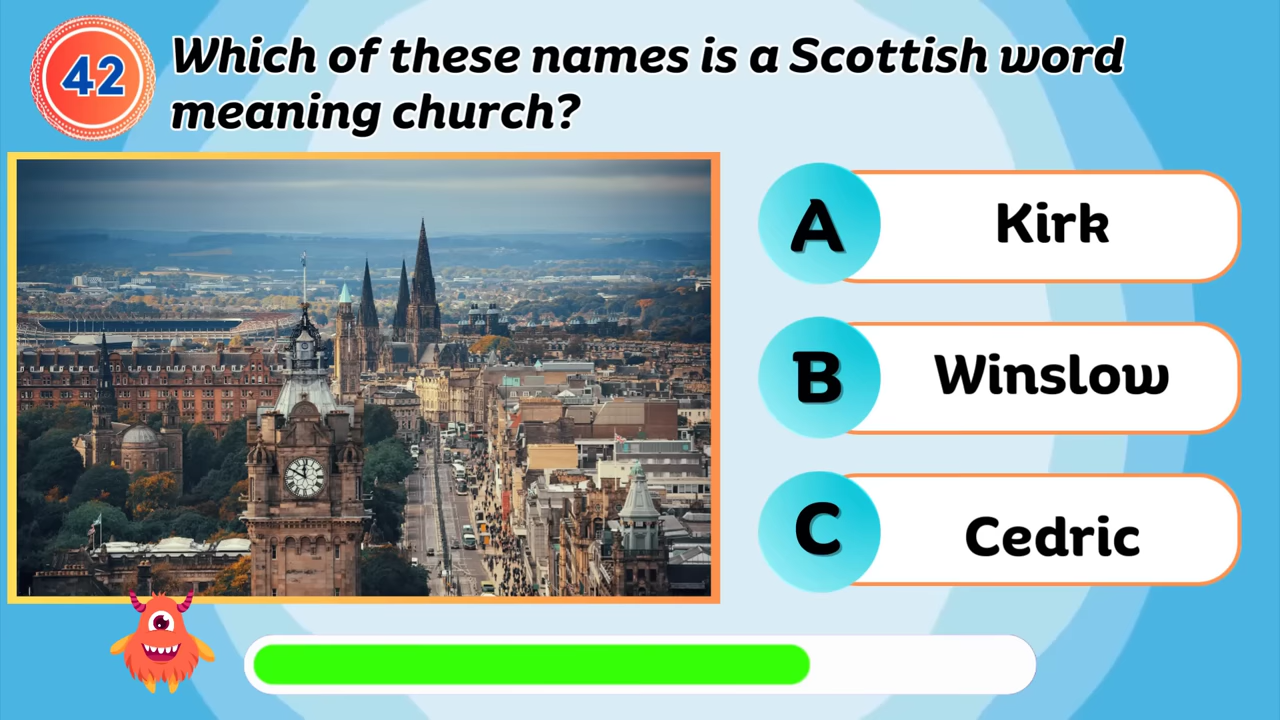 42
Which of these names is a Scottish word
meaning church?
A
Kirk
B
Winslow
C
Cedric